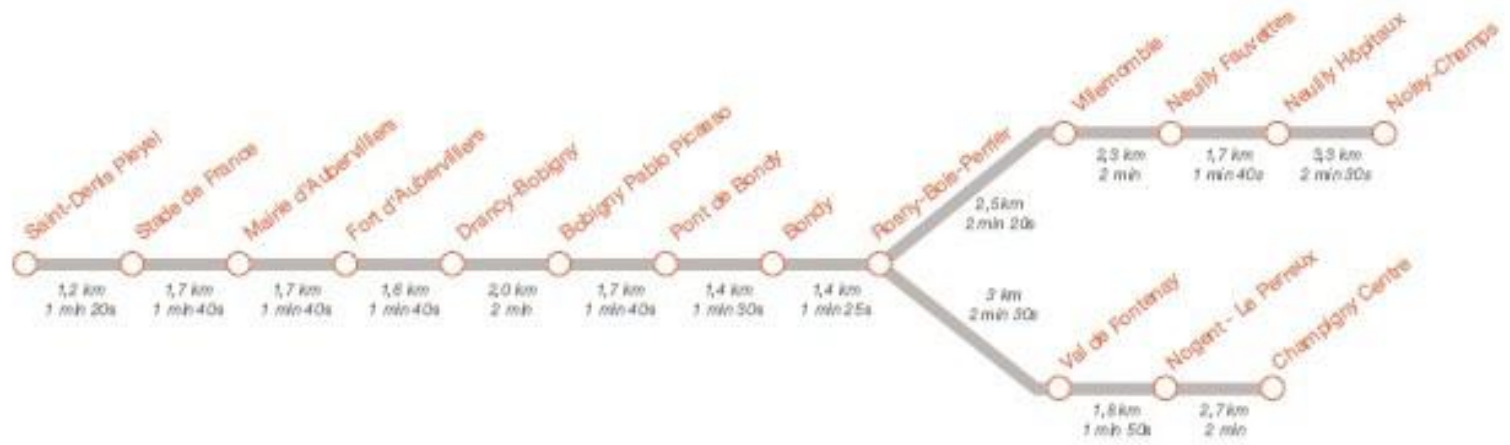 Saint-Denis Pleyel
Stade de France
Mairie d'Aubervilliers
Fort d'Aubervilliers
Drancy-Bobigny
Bobigny Pablo Picasso
Pont de Bondy
Bondy
Rosny-Bois-Perrier
Villemomble
Neuilly Fauvettes
Neuilly Hôpitaux
Noisy-Champs
2,3 km
2 min
1,7 km
1 min 40s
3,3 km
2 min 30s
2,5 km
2 min 20s
1,2 km
1 min 20s
1,7 km
1 min 40s
1,7 km
1 min 40s
1,6 km
1 min 40s
2,0 km
2 min
1,7 km
1 min 40s
1,4 km
1 min 30s
1,4 km
1 min 25s
3 km
2 min 30s
Val de Fontenay
Nogent - Le Perreux
Champigny Centre
1,8 km
1 min 50s
2,7 km
2 min